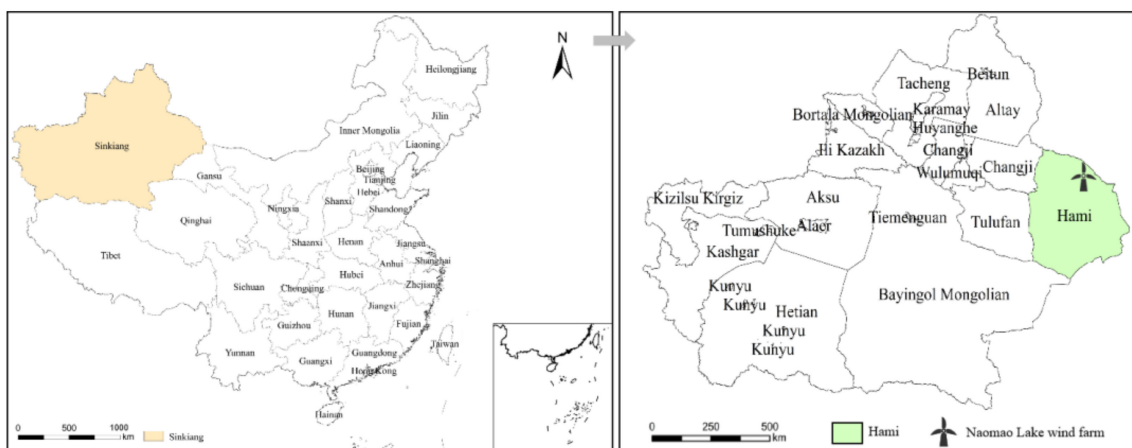 N
Heilongjiang
Jilin
Inner Mongolia
Liaoning
Sinkiang
Gansu
Beijing
Tianjing
Hebei
Shanxi
Ningxia
Shandong
Qinghai
Shaanxi
Henan
Jiangsu
Tibet
Anhui
Shanghai
Hubei
Sichuan
Chongqing
Zhejiang
Hunan
Jiangxi
Guizhou
Fujian
Yunnan
Guangxi
Guangdong
Taiwan
Hong Kong
Hainan
0 500 1000
km
Sinkiang
Beitun
Tacheng
Altay
Karamay
Bortala Mongolian
Huyanghe
Changji
Ili Kazakh
Wulumuqi
Changji
Kizilsu Kirgiz
Aksu
Hami
Tiemenguan
Tulufan
Tumushuke
Alaer
Kashgar
Kunyu
Bayingol Mongolian
Kunyu
Hetian
Kunyu
Kunyu
0 250 500
km
Hami
Naomao Lake wind farm